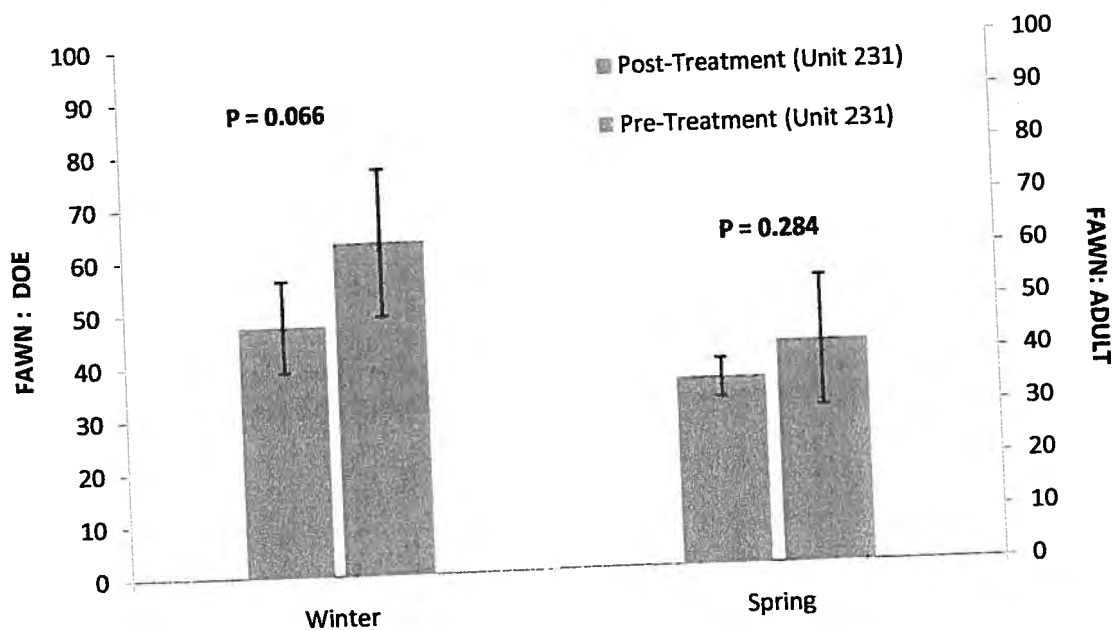 Post-Treatment (Unit 231)
Pre-Treatment (Unit 231)
P = 0.066
P = 0.284
FAWN : DOE
100
90
80
70
60
50
40
30
20
10
0
FAWN: ADULT
100
90
80
70
60
50
40
30
20
10
0
Winter
Spring